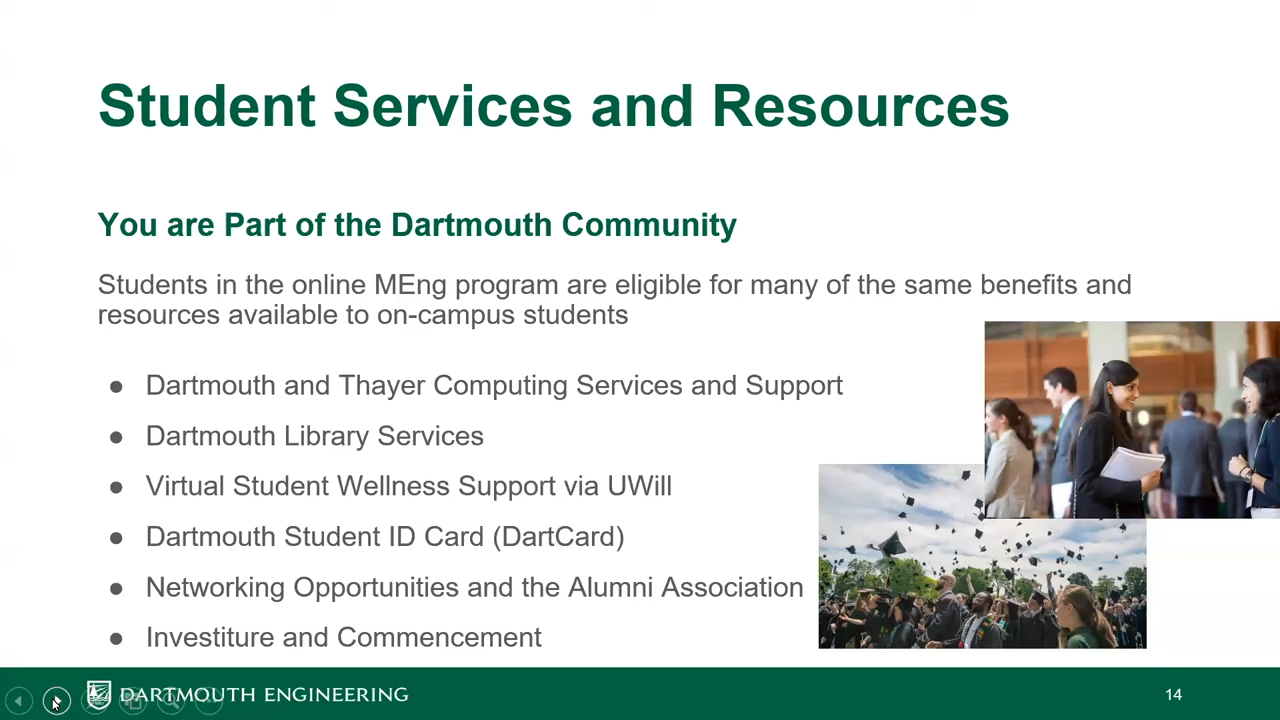 Student Services and Resources
You are Part of the Dartmouth Community
Students in the online MEng program are eligible for many of the same benefits and
resources available to on-campus students
● Dartmouth and Thayer Computing Services and Support
● Dartmouth Library Services
● Virtual Student Wellness Support via UWill
● Dartmouth Student ID Card (DartCard)
● Networking Opportunities and the Alumni Association
● Investiture and Commencement
DARTMOUTH ENGINEERING
14